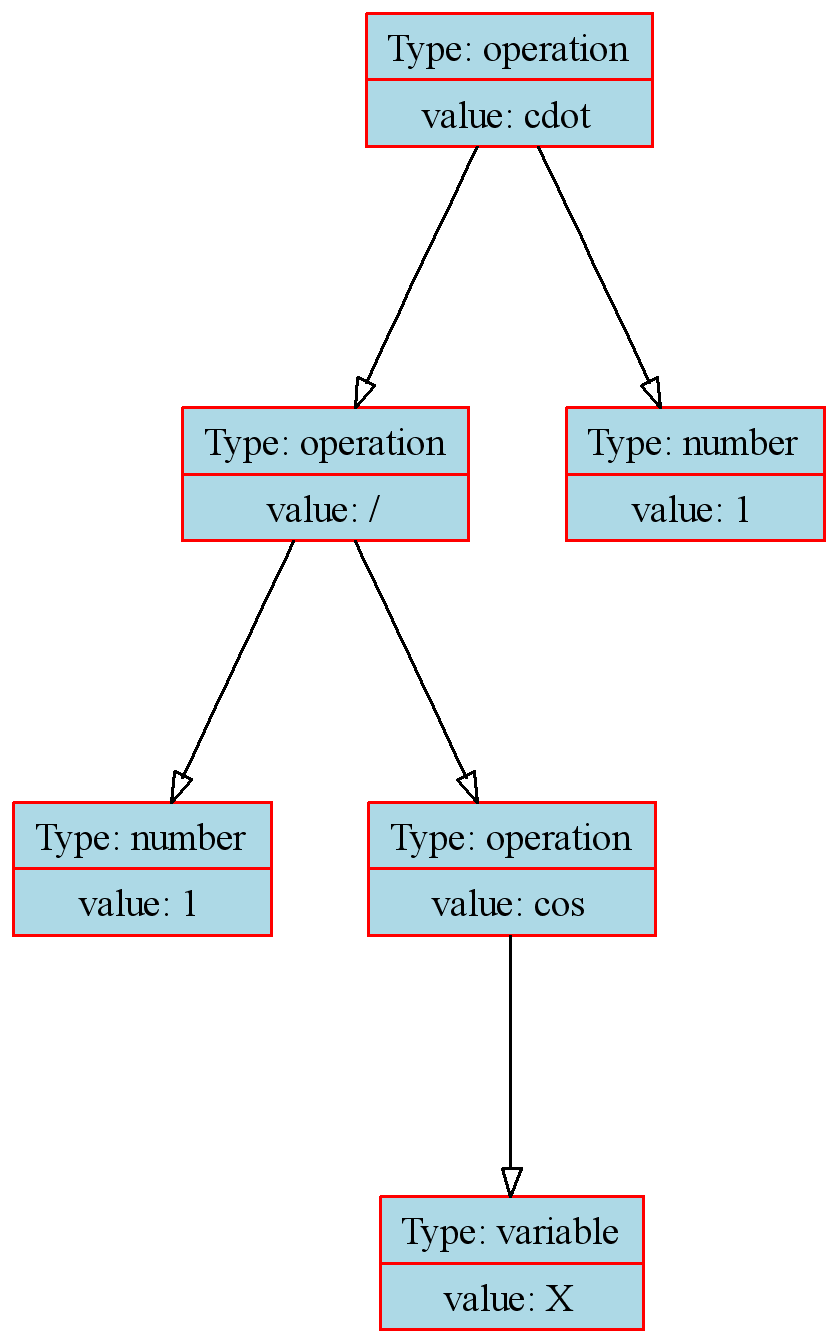 Type: operation
value: cdot
Type: operation
value: /
Type: number
value: 1
Type: number
value: 1
Type: operation
value: cos
Type: variable
value: X